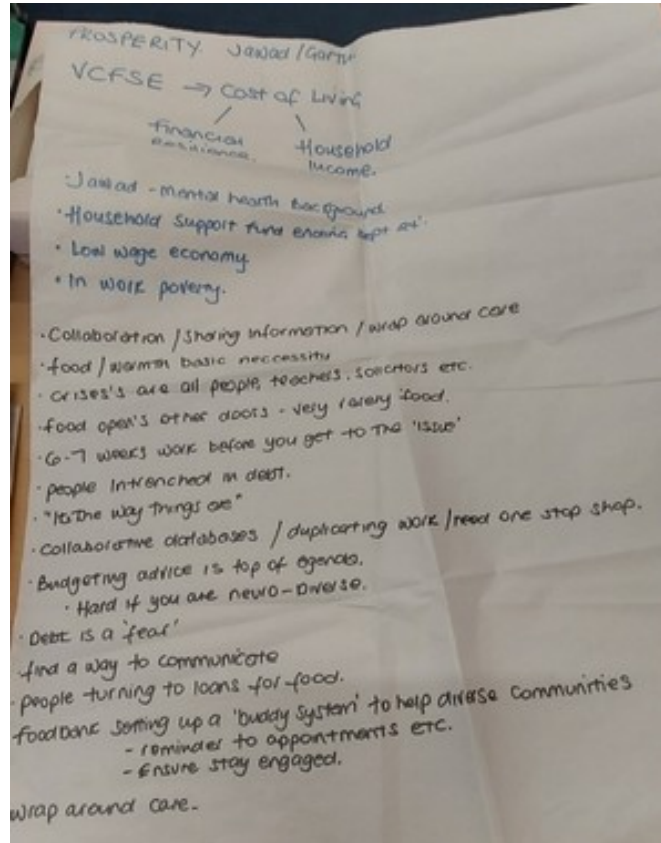 PROSPERITY Jawad /
VCFSE → Cost of Living
Financial Household
Resilience. Income.
· Jawad - Mental health Background
· Household Support fund ending sept 24'.
· Low wage economy
· In work poverty.
· Collaboration / Sharing Information / wrap around care
· food / warmth basic neccessity
· crises's are all people, teachers, solicitors etc.
· food open's other doors - very rarely 'food.
· 6-7 weeks work before you get to the 'issue'
· people Intrenched in debt.
· "Its the way things are"
· Collaborative databases / duplicating work / need one stop shop.
· Budgeting advice is top of agenda.
· Hard if you are neuro-Diverse.
· Debt is a 'fear'
find a way to communicate
· people turning to loans for food.
foodbank setting up a 'buddy system' to help diverse communities
- reminder to appointments etc.
- Ensure stay engaged.
wrap around care.